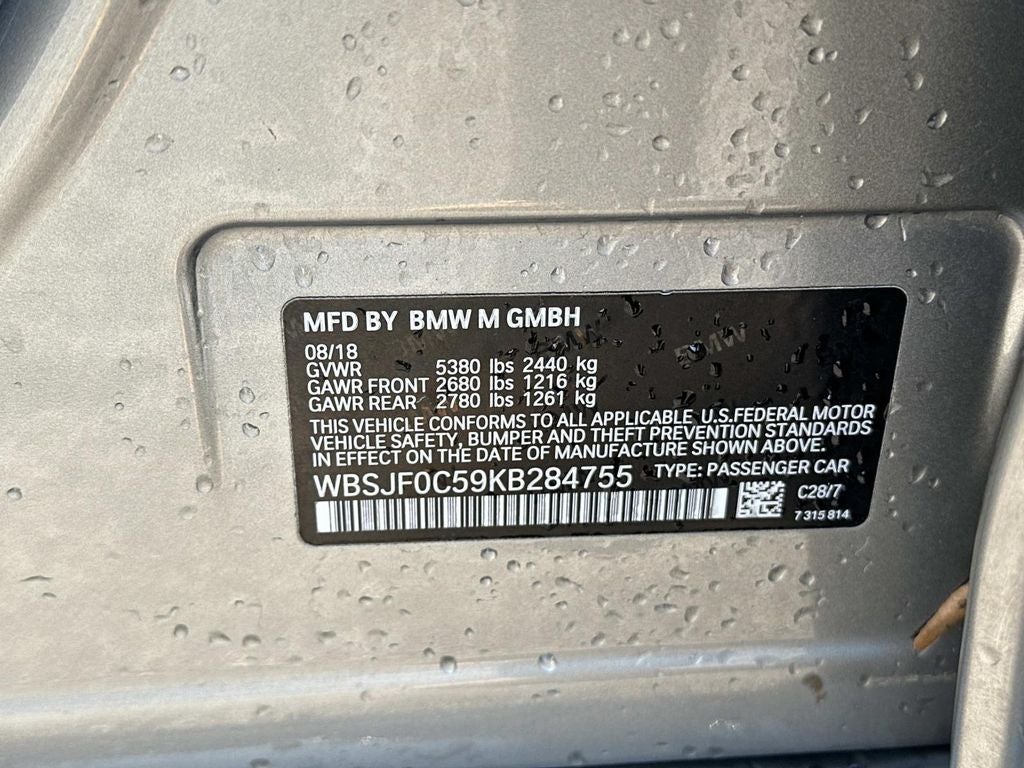 MFD BY BMW M GMBH
08/18
GVWR 5380 lbs 2440 kg
GAWR FRONT 2680 lbs 1216 kg
GAWR REAR 2780 lbs 1261 kg
THIS VEHICLE CONFORMS TO ALL APPLICABLE U.S.FEDERAL MOTOR
VEHICLE SAFETY, BUMPER AND THEFT PREVENTION STANDARDS
IN EFFECT ON THE DATE OF MANUFACTURE SHOWN ABOVE.
WBSJF0C59KB284755 TYPE: PASSENGER CAR
C28/7
7 315 814